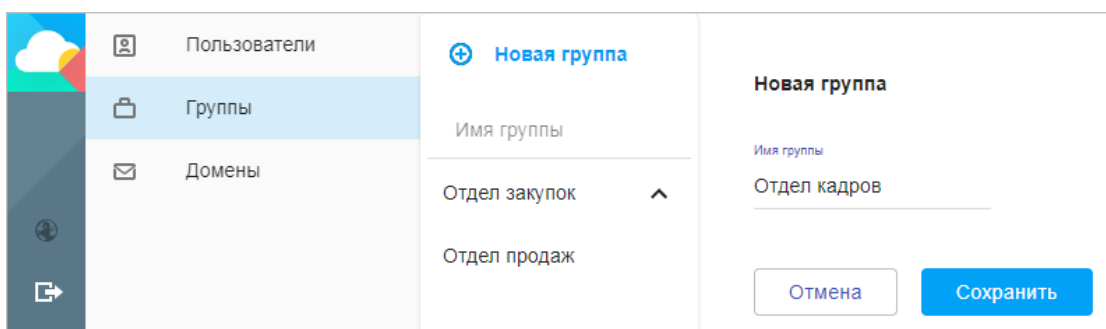 Пользователи
Группы
Домены
Новая группа
Имя группы
Отдел закупок
Отдел продаж
Новая группа
Имя группы
Отдел кадров
Отмена
Сохранить